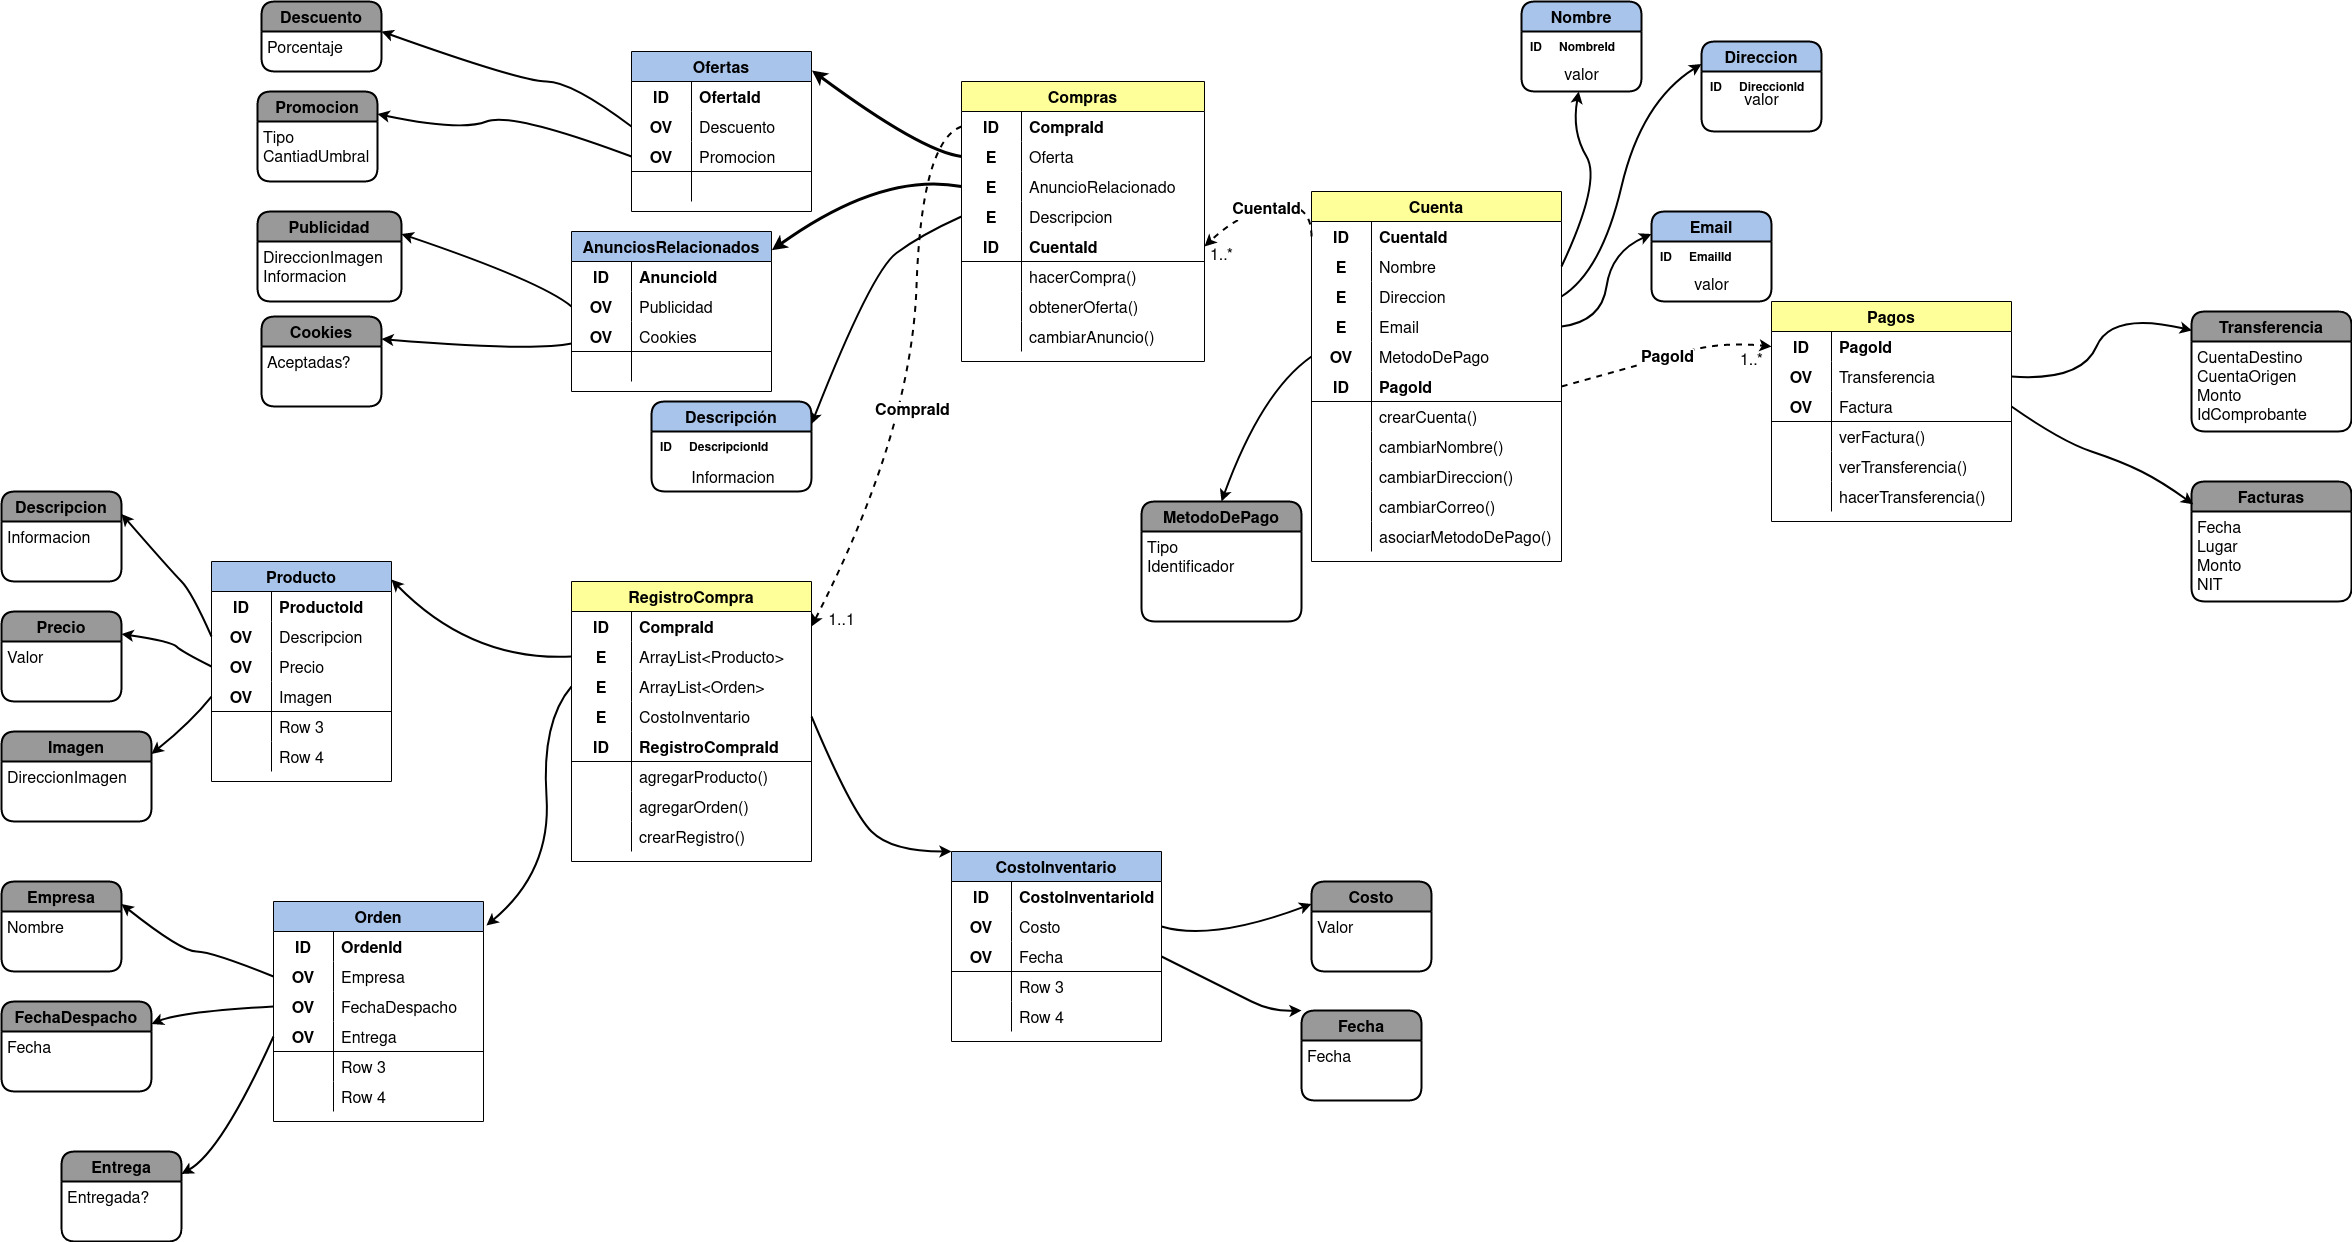 Descuento
Porcentaje
Promocion
Tipo
CantiadUmbral
Publicidad
DireccionImagen
Informacion
Cookies
Aceptadas?
Ofertas
ID OfertaId
OV Descuento
OV Promocion
AnunciosRelacionados
ID AnuncioId
OV Publicidad
OV Cookies
Descripción
ID DescripcionId
Informacion
Compras
ID CompraId
E Oferta
E AnuncioRelacionado
E Descripcion
ID CuentaId
hacerCompra()
obtenerOferta()
cambiarAnuncio()
CompraId
1..1
CuentaId
1..*
Cuenta
ID CuentaId
E Nombre
E Direccion
E Email
OV MetodoDePago
ID PagoId
crearCuenta()
cambiarNombre()
cambiarDireccion()
cambiarCorreo()
asociarMetodoDePago()
Nombre
ID NombreId
valor
Direccion
ID DireccionId
valor
Email
ID EmailId
valor
MetodoDePago
Tipo
Identificador
PagoId
1..*
Pagos
ID PagoId
OV Transferencia
OV Factura
verFactura()
verTransferencia()
hacerTransferencia()
Transferencia
CuentaDestino
CuentaOrigen
Monto
IdComprobante
Facturas
Fecha
Lugar
Monto
NIT
Descripcion
Informacion
Precio
Valor
Imagen
DireccionImagen
Producto
ID ProductoId
OV Descripcion
OV Precio
OV Imagen
Row 3
Row 4
RegistroCompra
ID CompraId
E ArrayList<Producto>
E ArrayList<Orden>
E CostoInventario
ID RegistroCompraId
agregarProducto()
agregarOrden()
crearRegistro()
Empresa
Nombre
FechaDespacho
Fecha
Entrega
Entregada?
Orden
ID OrdenId
OV Empresa
OV FechaDespacho
OV Entrega
Row 3
Row 4
CostoInventario
ID CostoInventarioId
OV Costo
OV Fecha
Row 3
Row 4
Costo
Valor
Fecha
Fecha